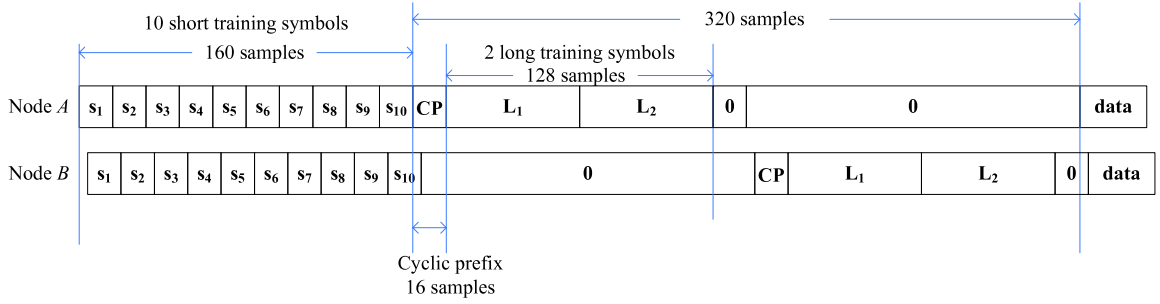 10 short training symbols
160 samples
320 samples
2 long training symbols
128 samples
Node A s1 s2 s3 s4 s5 s6 s7 s8 s9 s10 CP L1 L2 0 0 data
Node B s1 s2 s3 s4 s5 s6 s7 s8 s9 s10 0 CP L1 L2 0 data
Cyclic prefix
16 samples